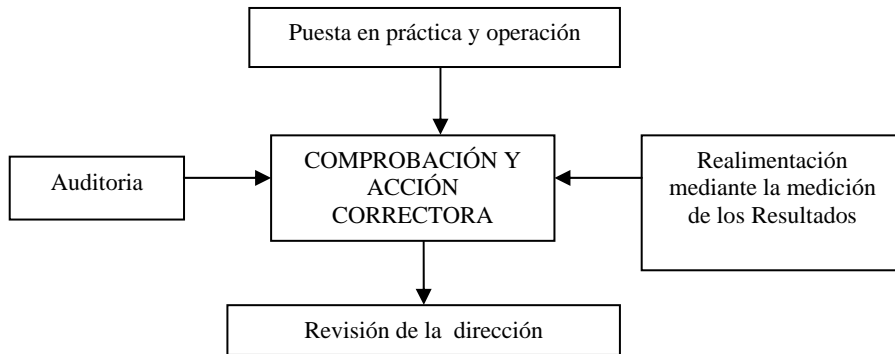 Puesta en práctica y operación
Auditoria
COMPROBACIÓN Y
ACCIÓN
CORRECTORA
Realimentación
mediante la medición
de los Resultados
Revisión de la dirección